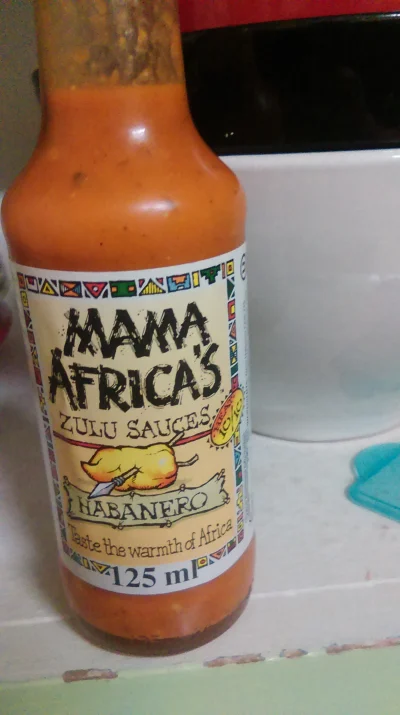 MAMA
AFRICA'S
ZULU SAUCES
HABANERO
Taste the warmth of Africa
125 ml